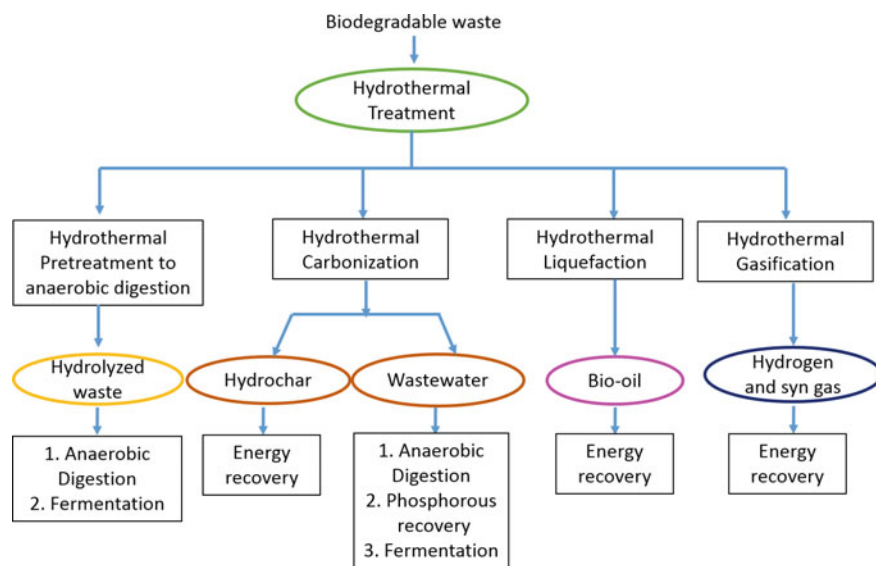 Biodegradable waste
Hydrothermal
Treatment
Hydrothermal
Pretreatment to
anaerobic digestion
Hydrothermal
Carbonization
Hydrothermal
Liquefaction
Hydrothermal
Gasification
Hydrolyzed
waste
Hydrochar
Wastewater
Bio-oil
Hydrogen
and syn gas
1. Anaerobic
Digestion
2. Fermentation
Energy
recovery
1. Anaerobic
Digestion
2. Phosphorous
recovery
3. Fermentation
Energy
recovery
Energy
recovery